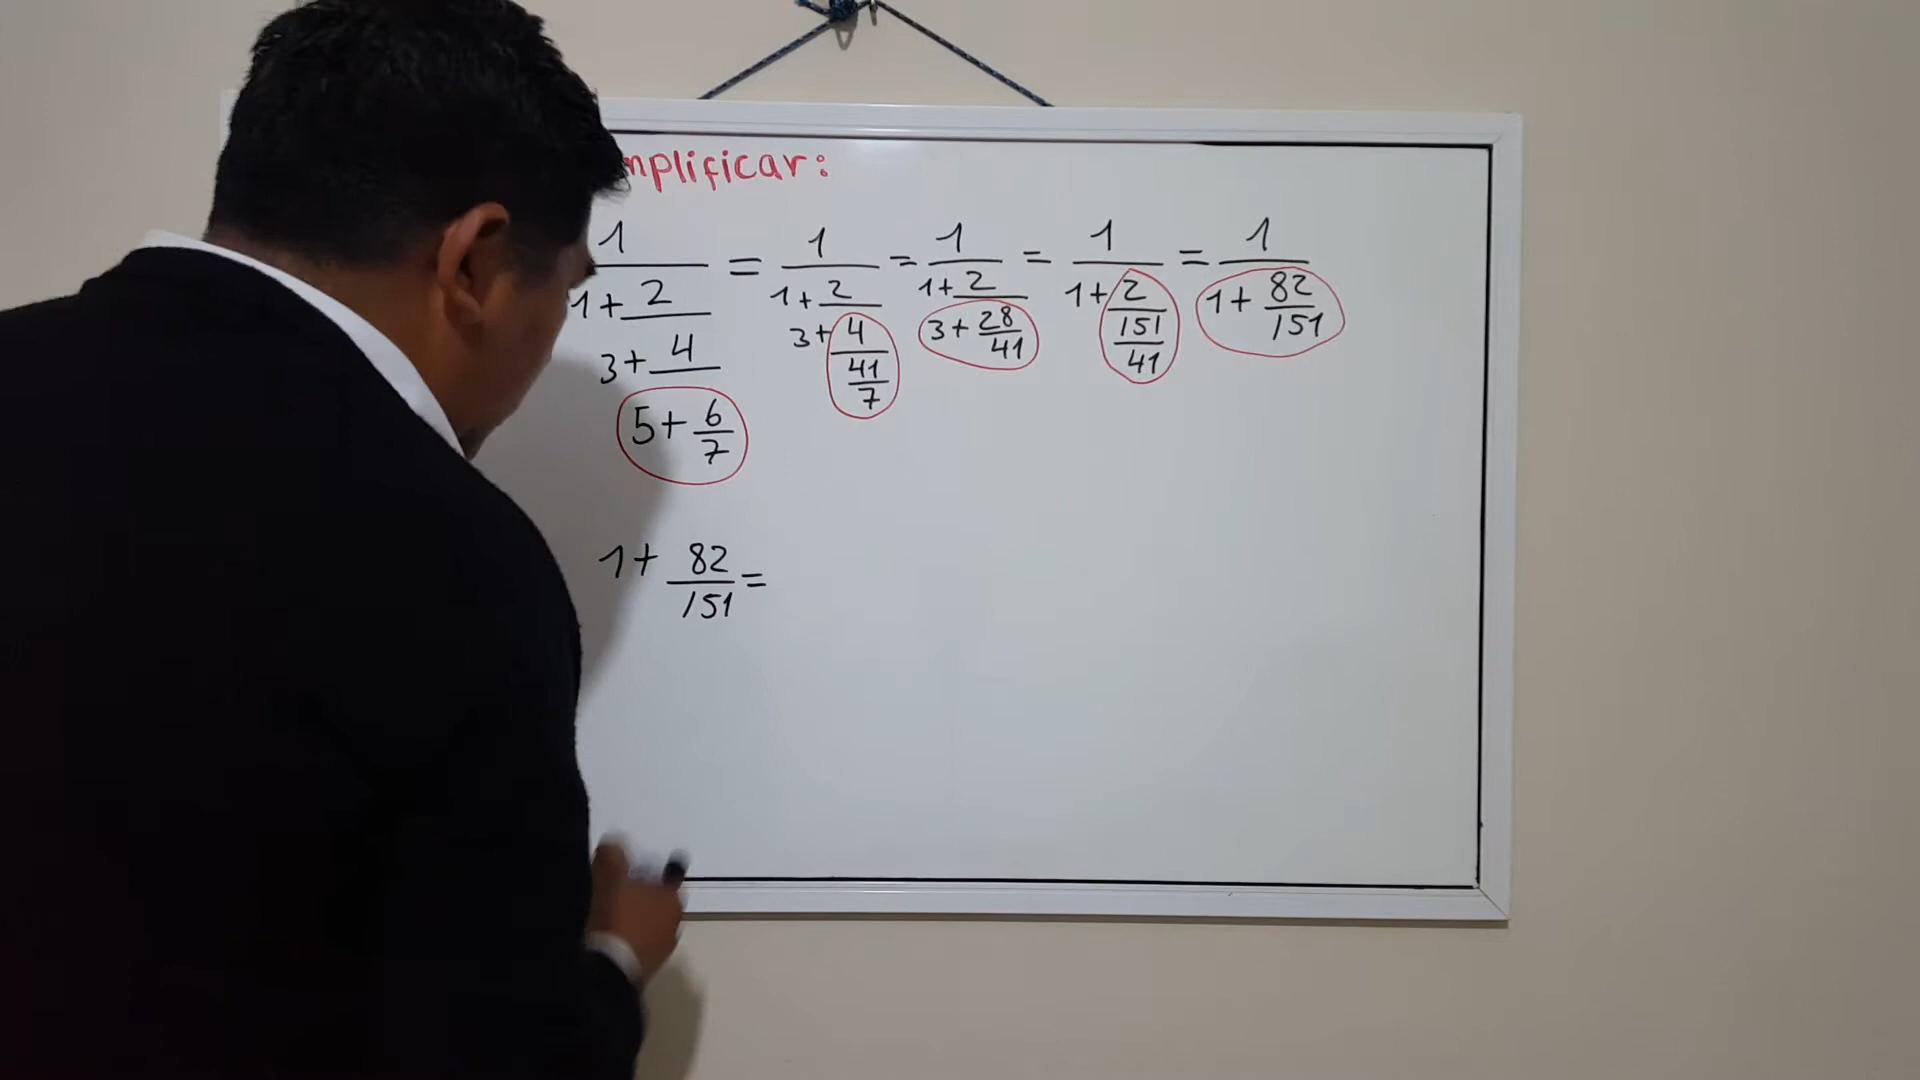 mplificar:
1 = 1 = 1 = 1 = 1
1+ 2 1+ 2 1+ 2 1+ 2 1+ 82
3+ 4 3+ 4 3+ 28 151 151
41 41 41
5+ 6 7
7
1+ 82 =
151